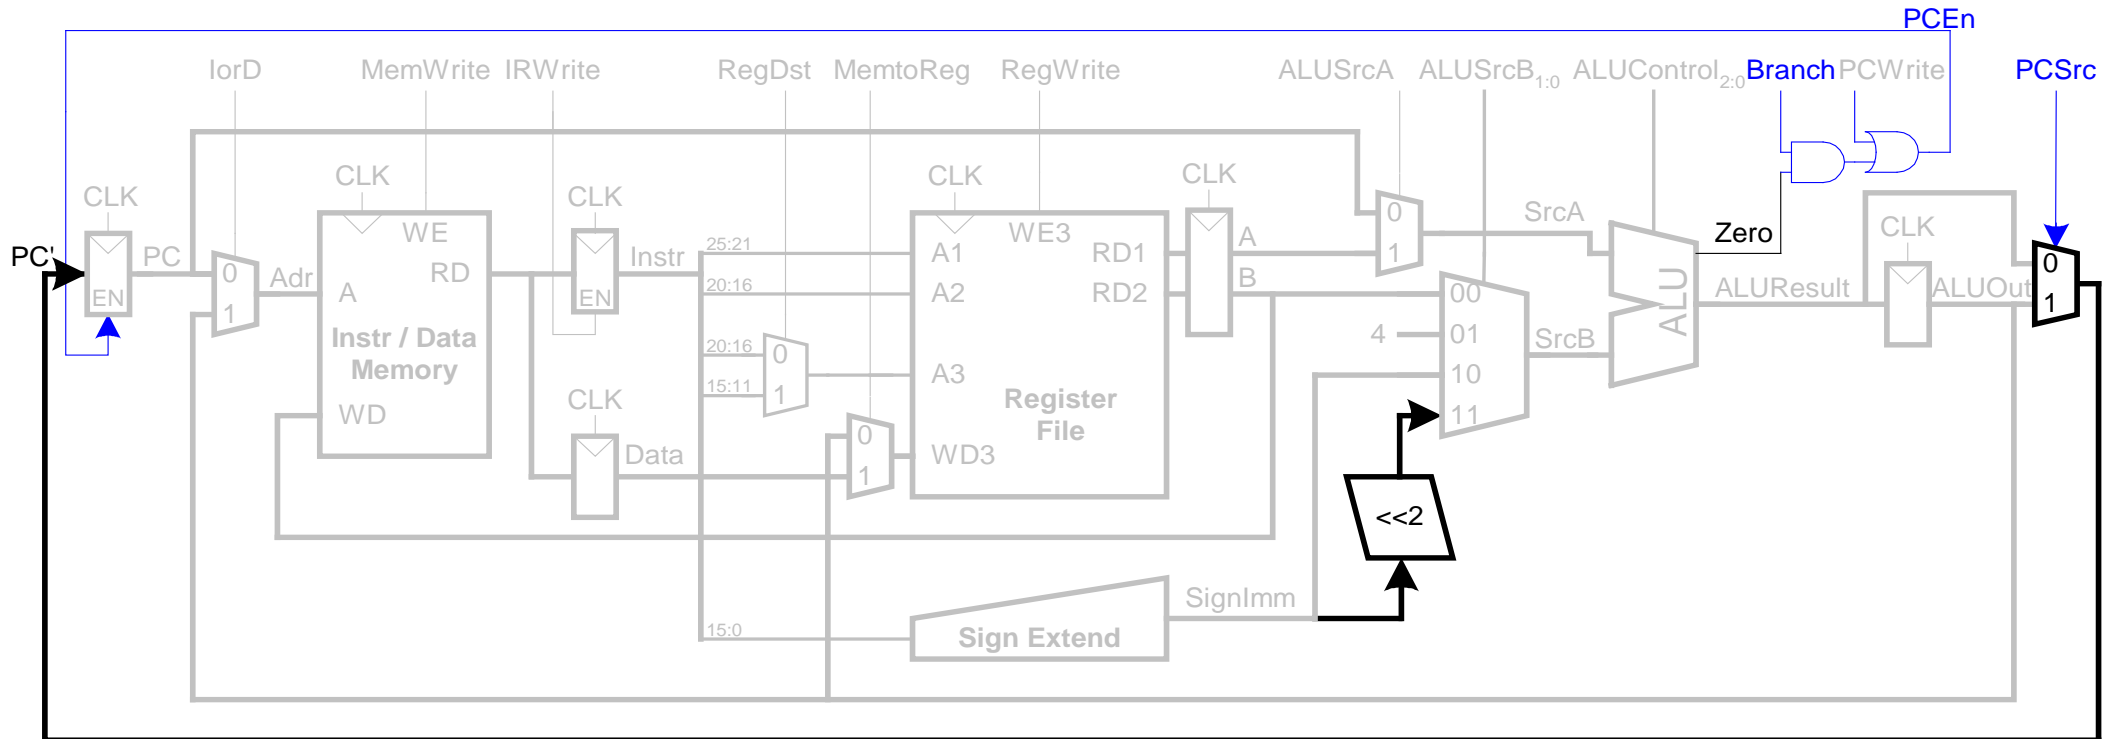 PCEn
IorD MemWrite IRWrite RegDst MemtoReg RegWrite ALUSrcA ALUSrcB1:0 ALUControl2:0 Branch PCWrite PCSrc
CLK CLK CLK CLK CLK CLK
PC' PC EN
0 1 Adr
WE RD A
Instr / Data
Memory
WD
EN Instr
CLK
Data
25:21
20:16
20:16
15:11
15:0
0 1
0 1
A1 WE3 RD1
A2 RD2
A3
Register
File
WD3
A
B
0 1
SrcA
00
4 01
10
11
SrcB
<<2
SignImm
Sign Extend
ALU
Zero
ALUResult
ALUOut
0
1